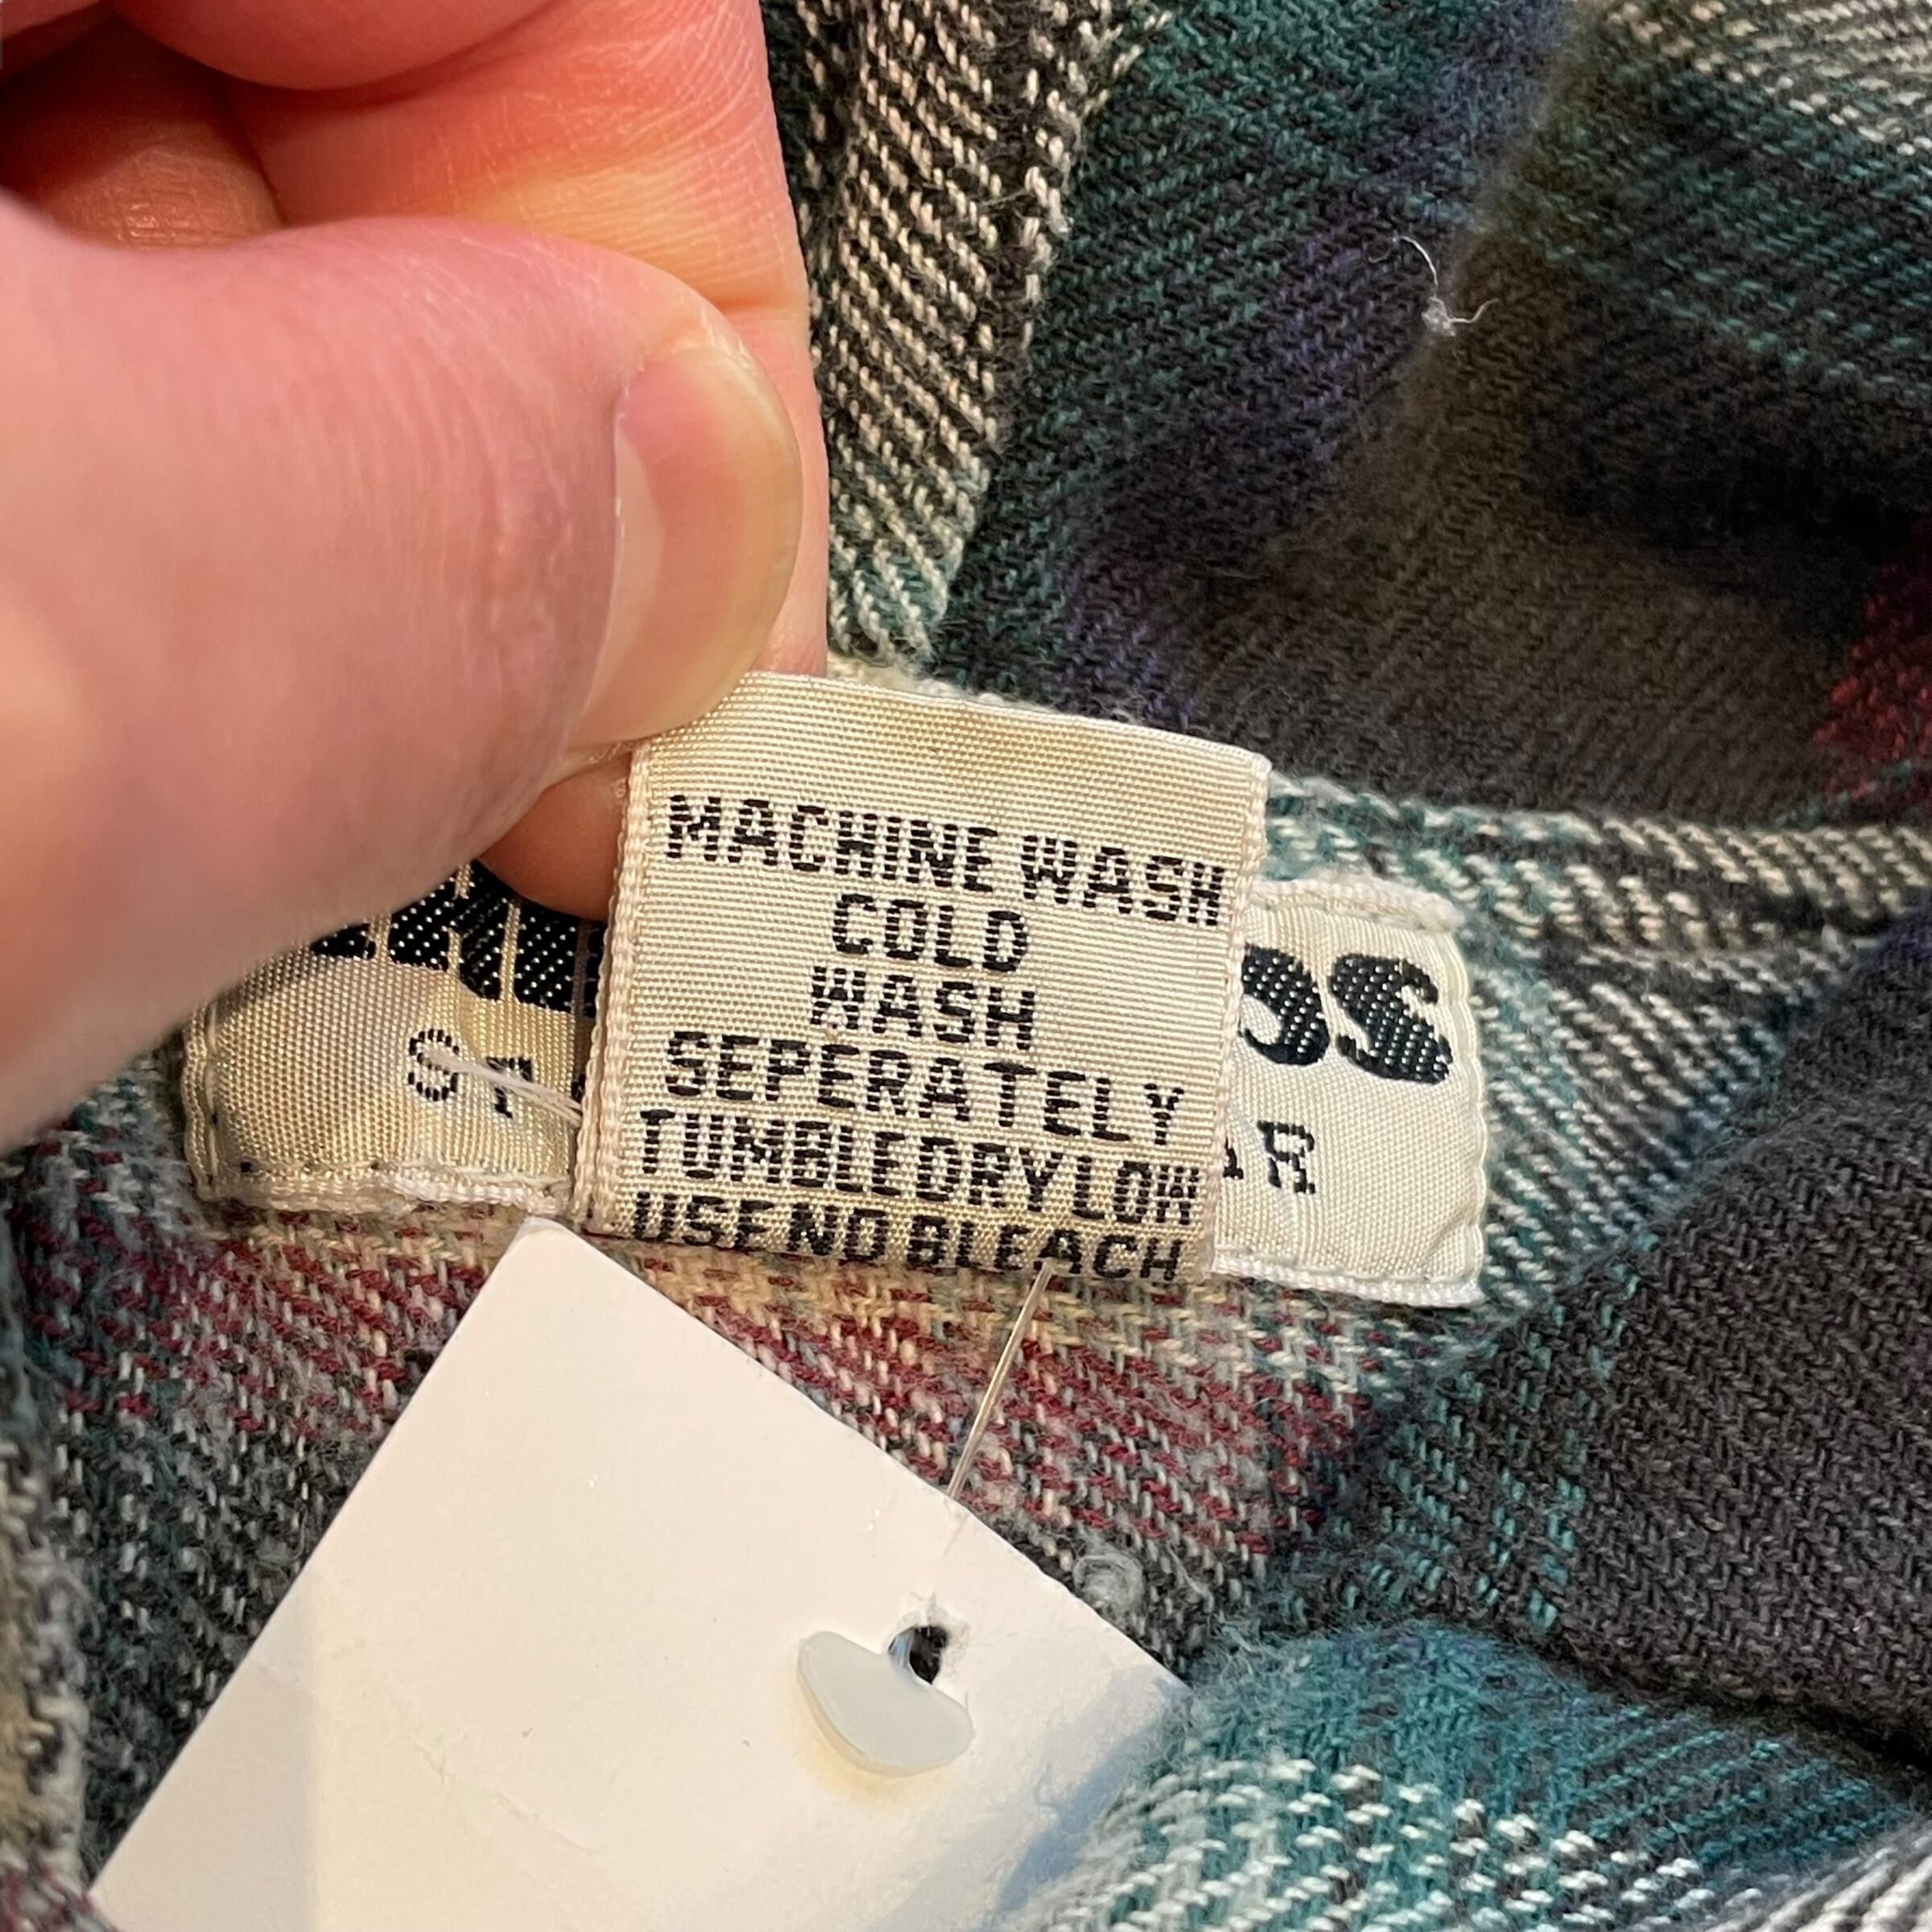 MACHINE WASH
COLD
WASH
SEPERATELY
TUMBLE DRY LOW
USE NO BLEACH